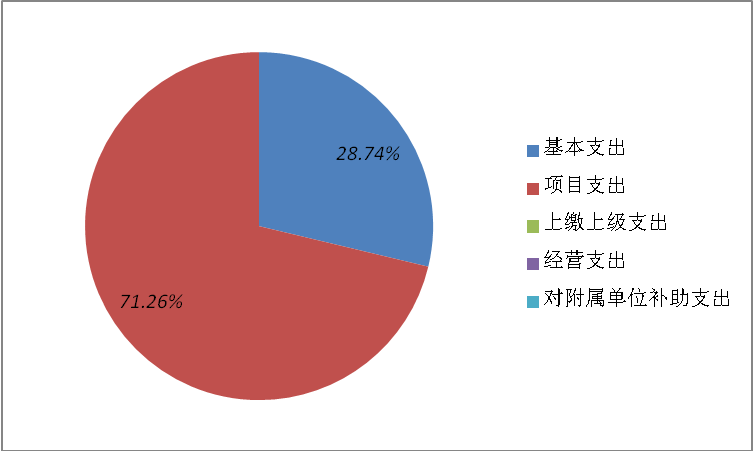 28.74%
71.26%
基本支出
项目支出
上缴上级支出
经营支出
对附属单位补助支出